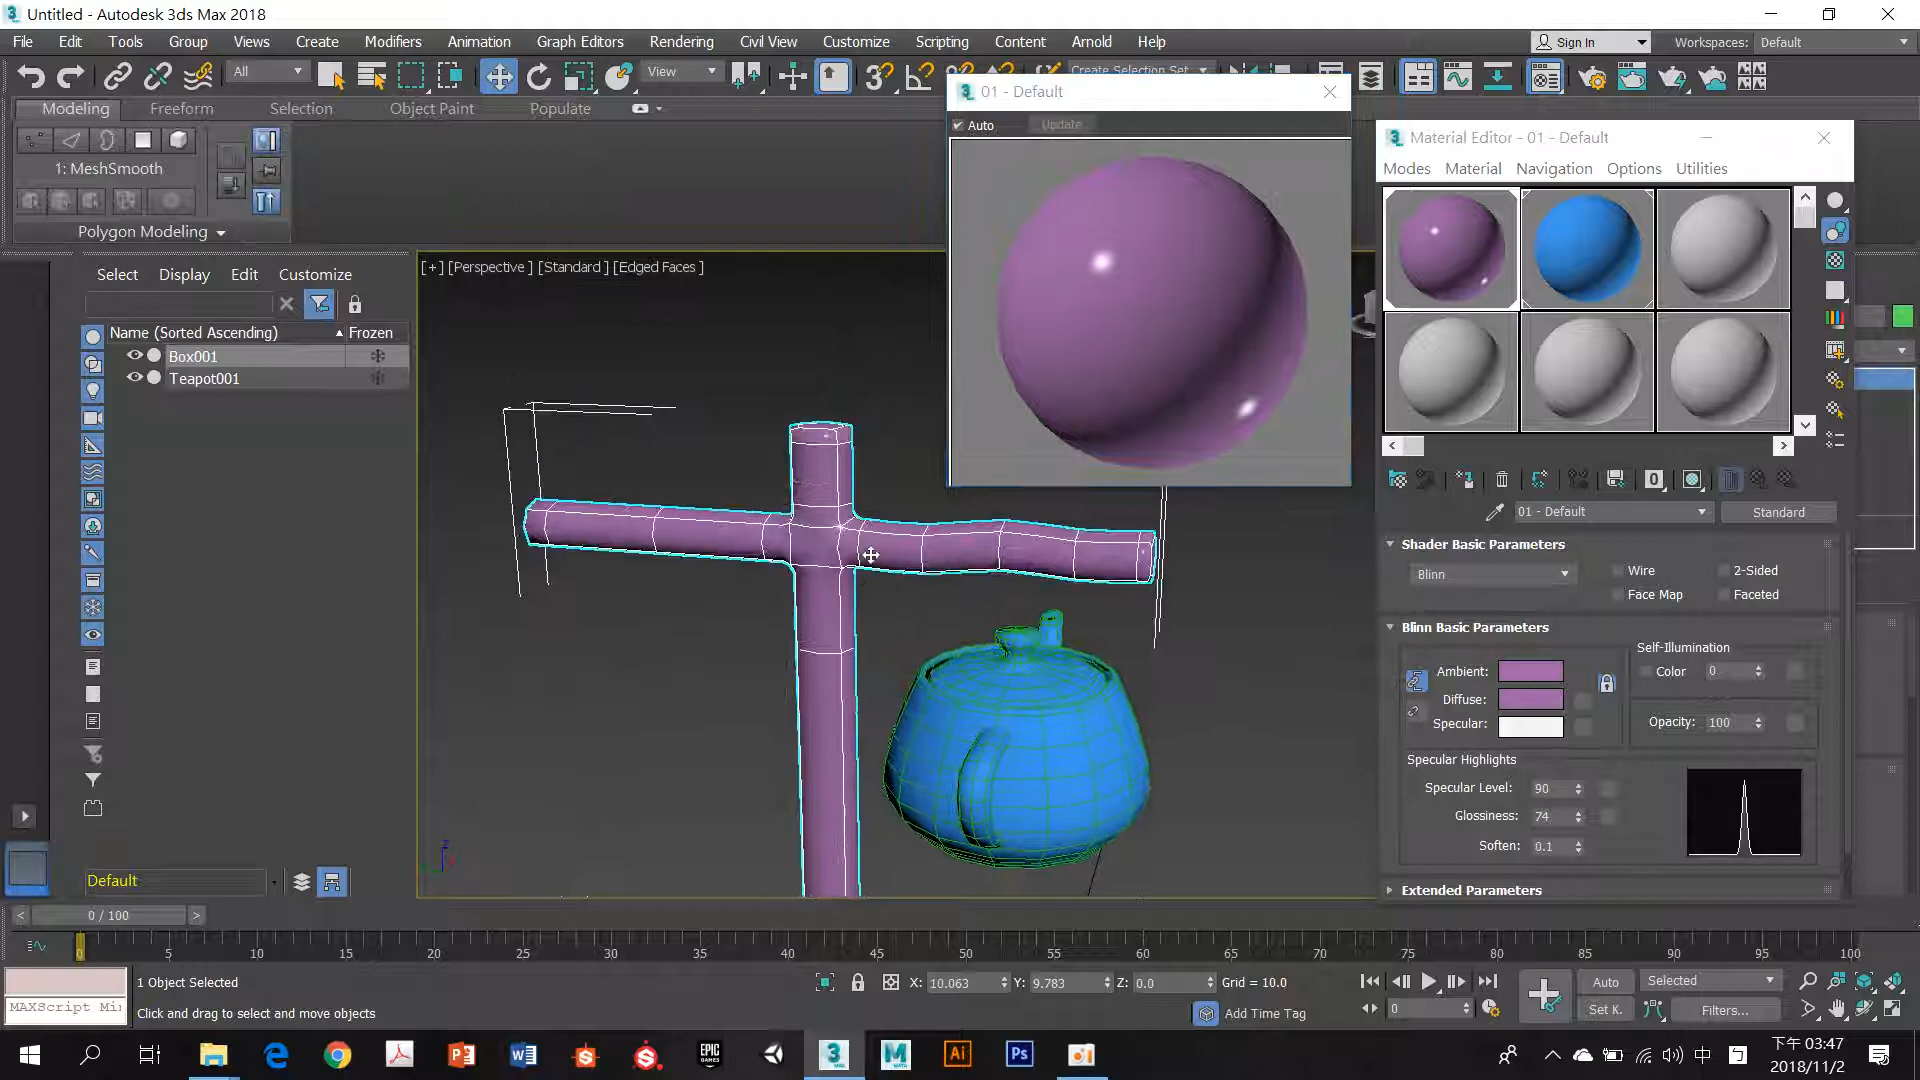 Untitled - Autodesk 3ds Max 2018
File Edit Tools Group Views Create Modifiers Animation Graph Editors Rendering Civil View Customize Scripting Content Arnold Help
Sign In Workspaces: Default
All View Create Selection Set
Modeling Freeform Selection Object Paint Populate
1: MeshSmooth
Polygon Modeling
01 - Default
Auto Update
Material Editor - 01 - Default
Modes Material Navigation Options Utilities
Select Display Edit Customize
[+] [Perspective ] [Standard ] [Edged Faces ]
Name (Sorted Ascending) Frozen
Box001
Teapot001
01 - Default Standard
Shader Basic Parameters
Blinn Wire 2-Sided
Face Map Faceted
Blinn Basic Parameters
Self-Illumination
Ambient: Color 0
Diffuse:
Specular: Opacity: 100
Specular Highlights
Specular Level: 90
Glossiness: 74
Soften: 0.1
Extended Parameters
Default
0 / 100
0 5 10 15 20 25 30 35 40 45 50 55 60 65 70 75 80 85 90 95 100
1 Object Selected X: 10.063 Y: 9.783 Z: 0.0 Grid = 10.0 Auto Selected
MAXScript Mi
Click and drag to select and move objects Add Time Tag 0 Set K. Filters...
EPIC GAMES
中
下午 03:47
2018/11/2